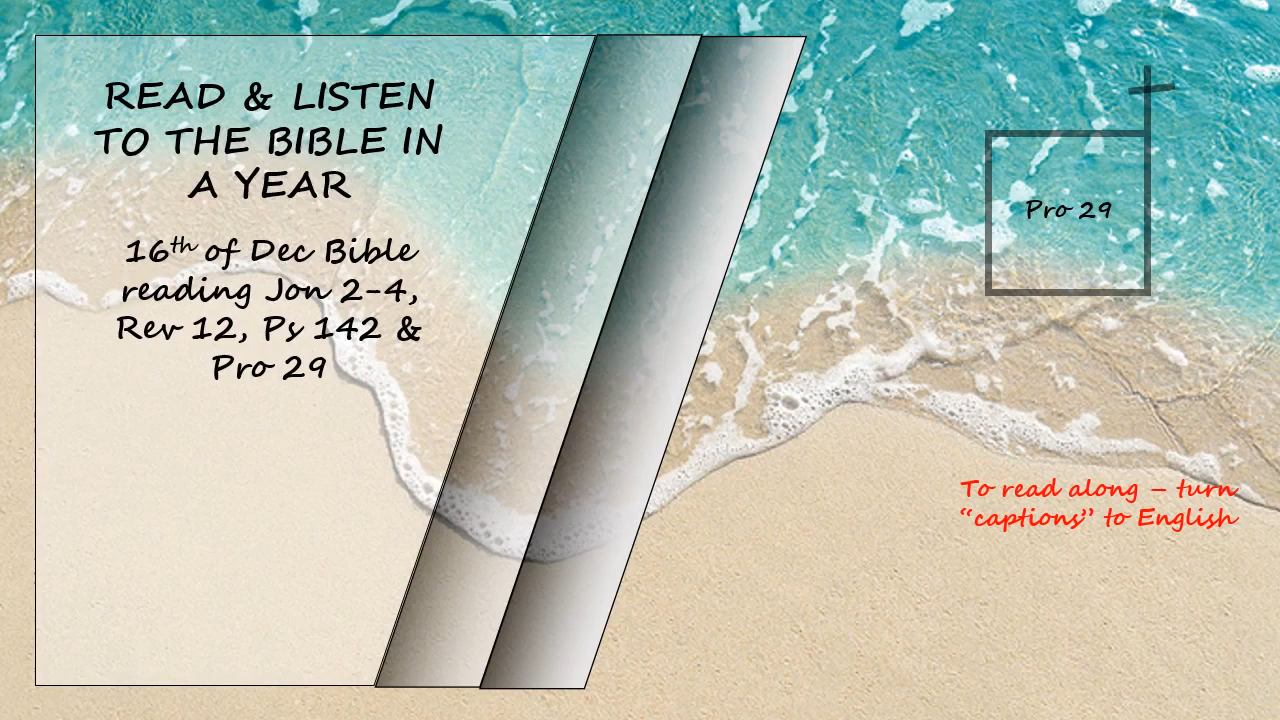 READ & LISTEN
TO THE BIBLE IN
A YEAR
16th of Dec Bible
reading Jon 2-4,
Rev 12, Ps 142 &
Pro 29
Pro 29
To read along – turn
“captions” to English